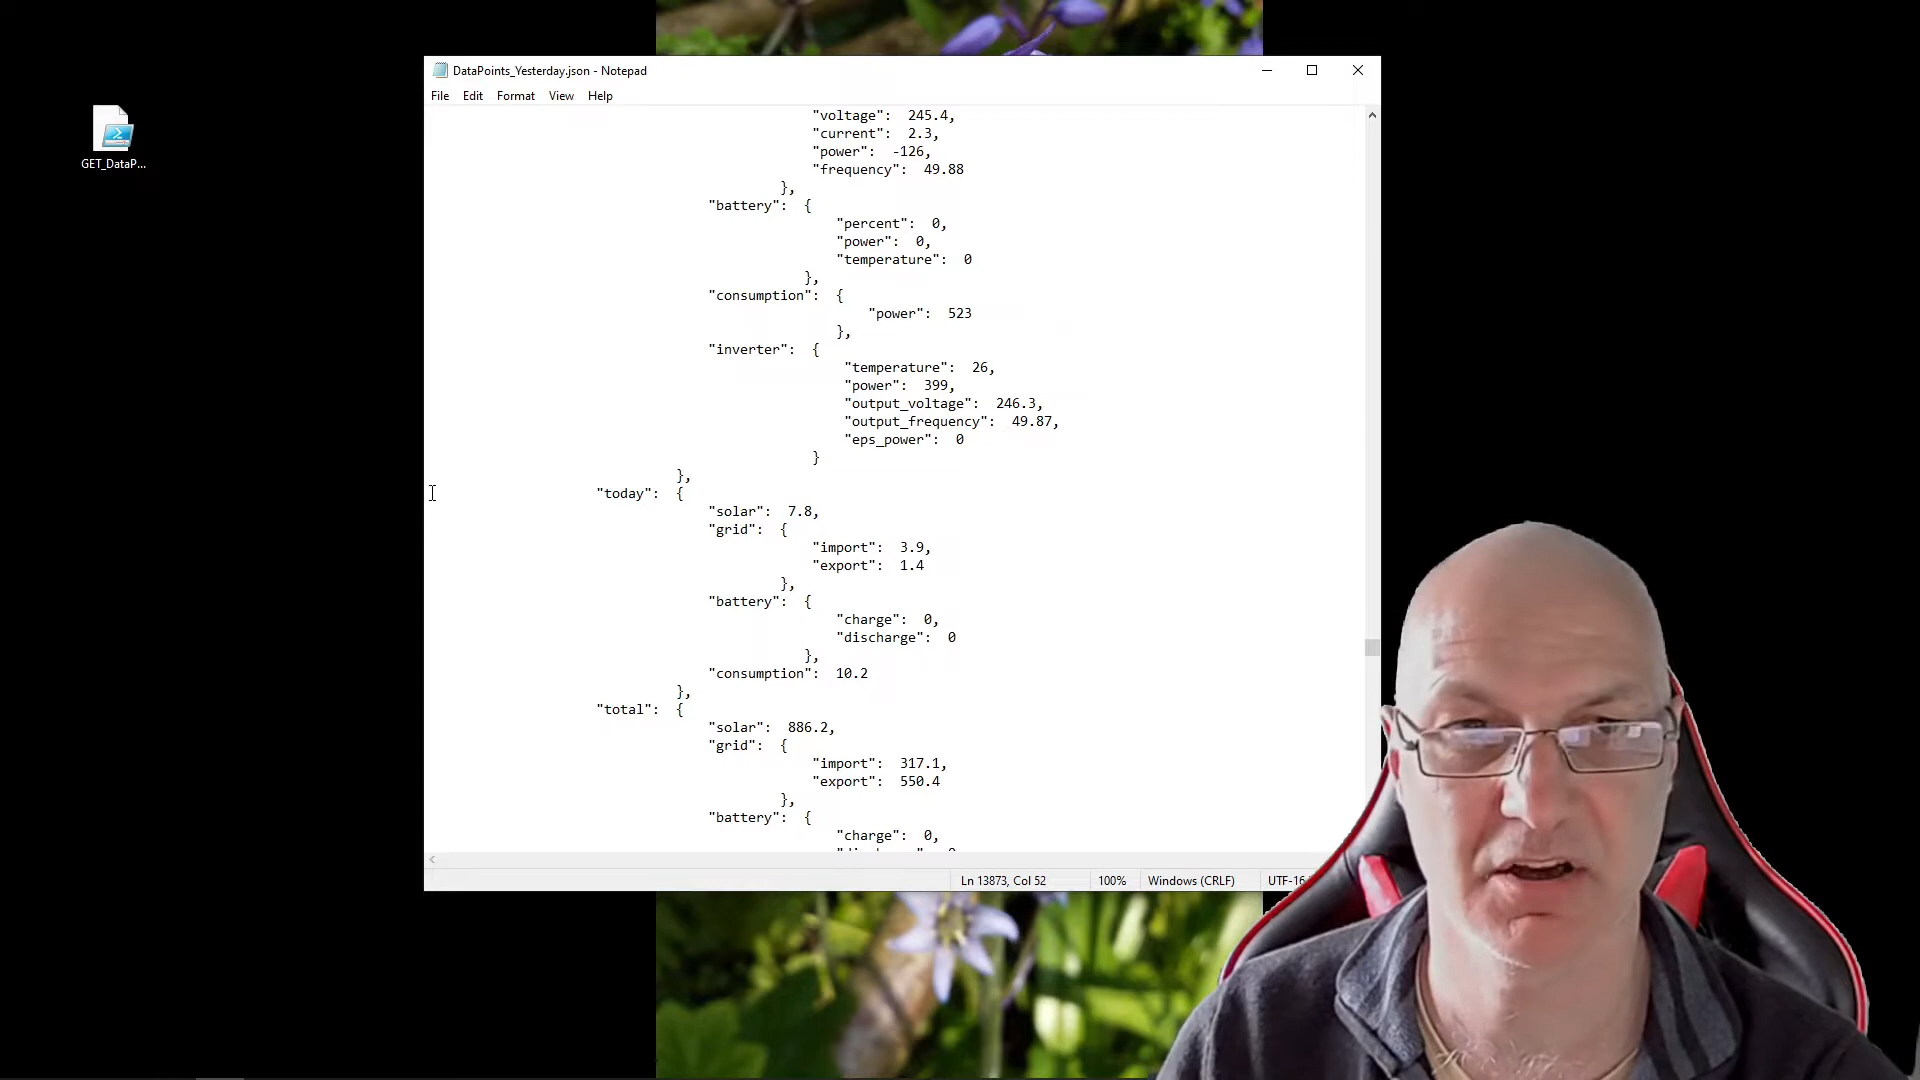 DataPoints_Yesterday.json - Notepad
File Edit Format View Help
GET_DataP...
"voltage": 245.4,
"current": 2.3,
"power": -126,
"frequency": 49.88
},
"battery": {
"percent": 0,
"power": 0,
"temperature": 0
},
"consumption": {
"power": 523
},
"inverter": {
"temperature": 26,
"power": 399,
"output_voltage": 246.3,
"output_frequency": 49.87,
"eps_power": 0
}
},
"today": {
"solar": 7.8,
"grid": {
"import": 3.9,
"export": 1.4
},
"battery": {
"charge": 0,
"discharge": 0
},
"consumption": 10.2
},
"total": {
"solar": 886.2,
"grid": {
"import": 317.1,
"export": 550.4
},
"battery": {
"charge": 0,
Ln 13873, Col 52 100% Windows (CRLF) UTF-16